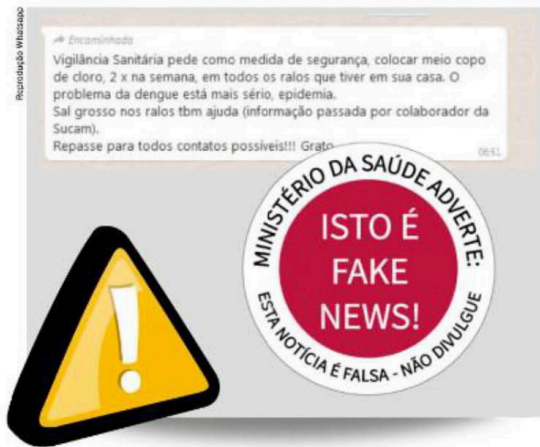 Reprodução Whatsapp
Encaminhada
Vigilância Sanitária pede como medida de segurança, colocar meio copo
de cloro, 2 x na semana, em todos os ralos que tiver em sua casa. O
problema da dengue está mais sério, epidemia.
Sal grosso nos ralos tbm ajuda (informação passada por colaborador da
Sucam).
Repasse para todos contatos possíveis!!! Grato
MINISTÉRIO DA SAÚDE ADVERTE:
ISTO É
FAKE
NEWS!
ESTA NOTÍCIA É FALSA - NÃO DIVULGUE